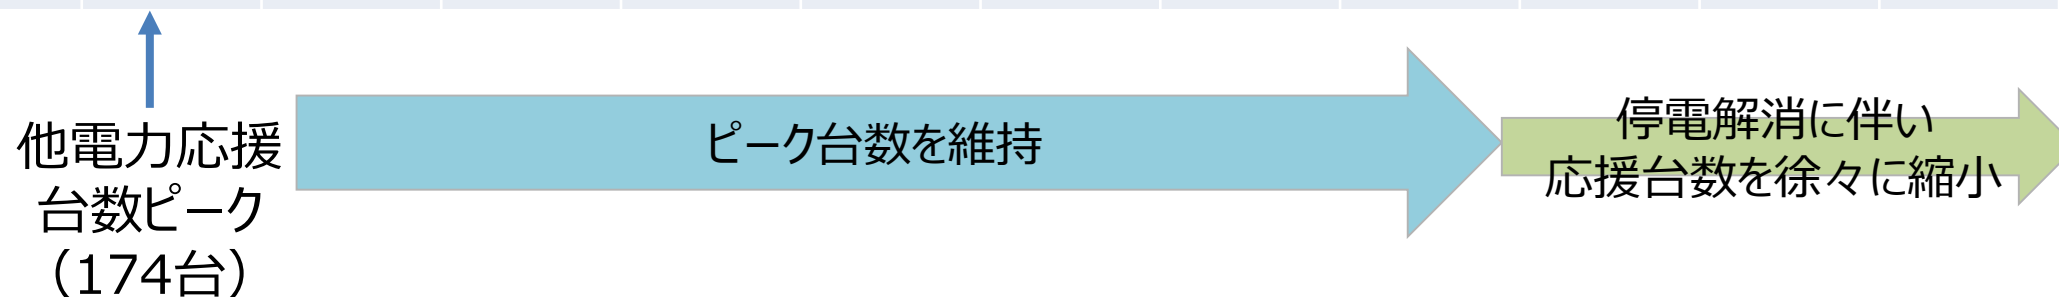 他電力応援
台数ピーク
（174台）
ピーク台数を維持
停電解消に伴い
応援台数を徐々に縮小